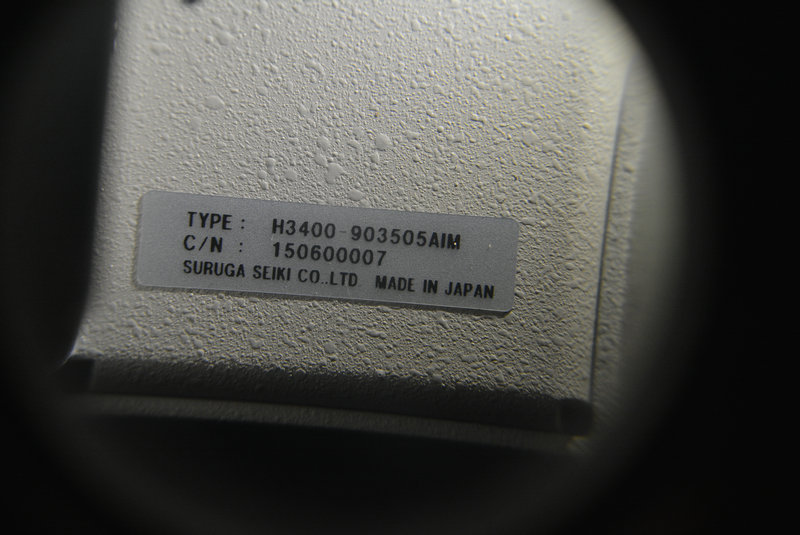 TYPE : H3400-903505AIM
C/N : 150600007
SURUGA SEIKI CO.,LTD MADE IN JAPAN